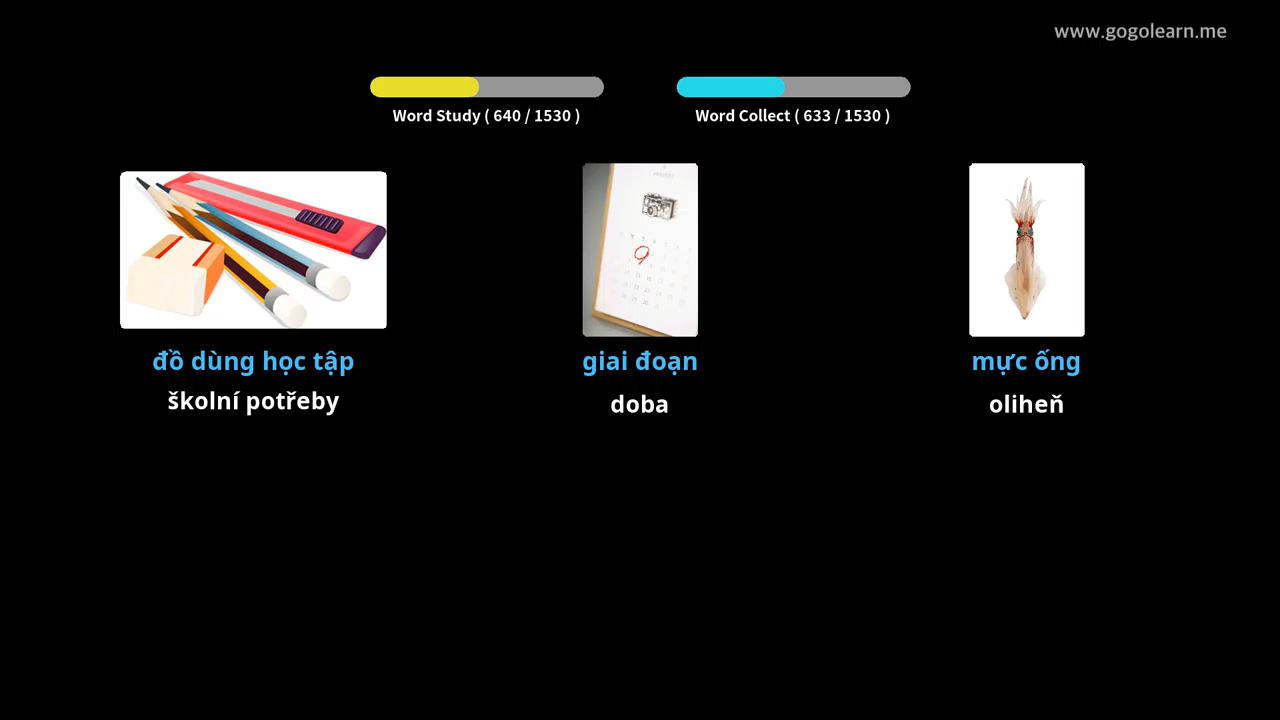 www.gogolearn.me
Word Study ( 640 / 1530 )
Word Collect ( 633 / 1530 )
đồ dùng học tập
školní potřeby
giai đoạn
doba
mực ống
oliheň